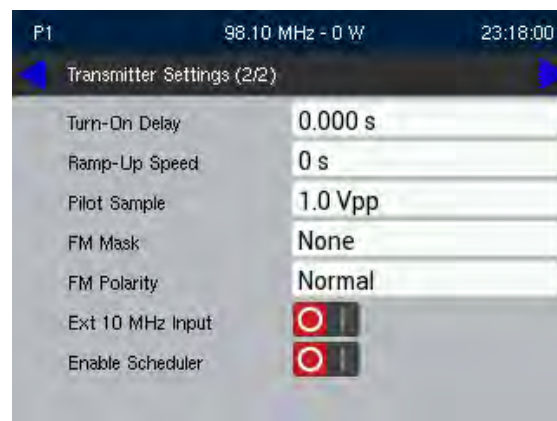 P1 98.10 MHz - 0 W 23:18:00
Transmitter Settings (2/2)
Turn-On Delay 0.000 s
Ramp-Up Speed 0 s
Pilot Sample 1.0 Vpp
FM Mask None
FM Polarity Normal
Ext 10 MHz Input
Enable Scheduler